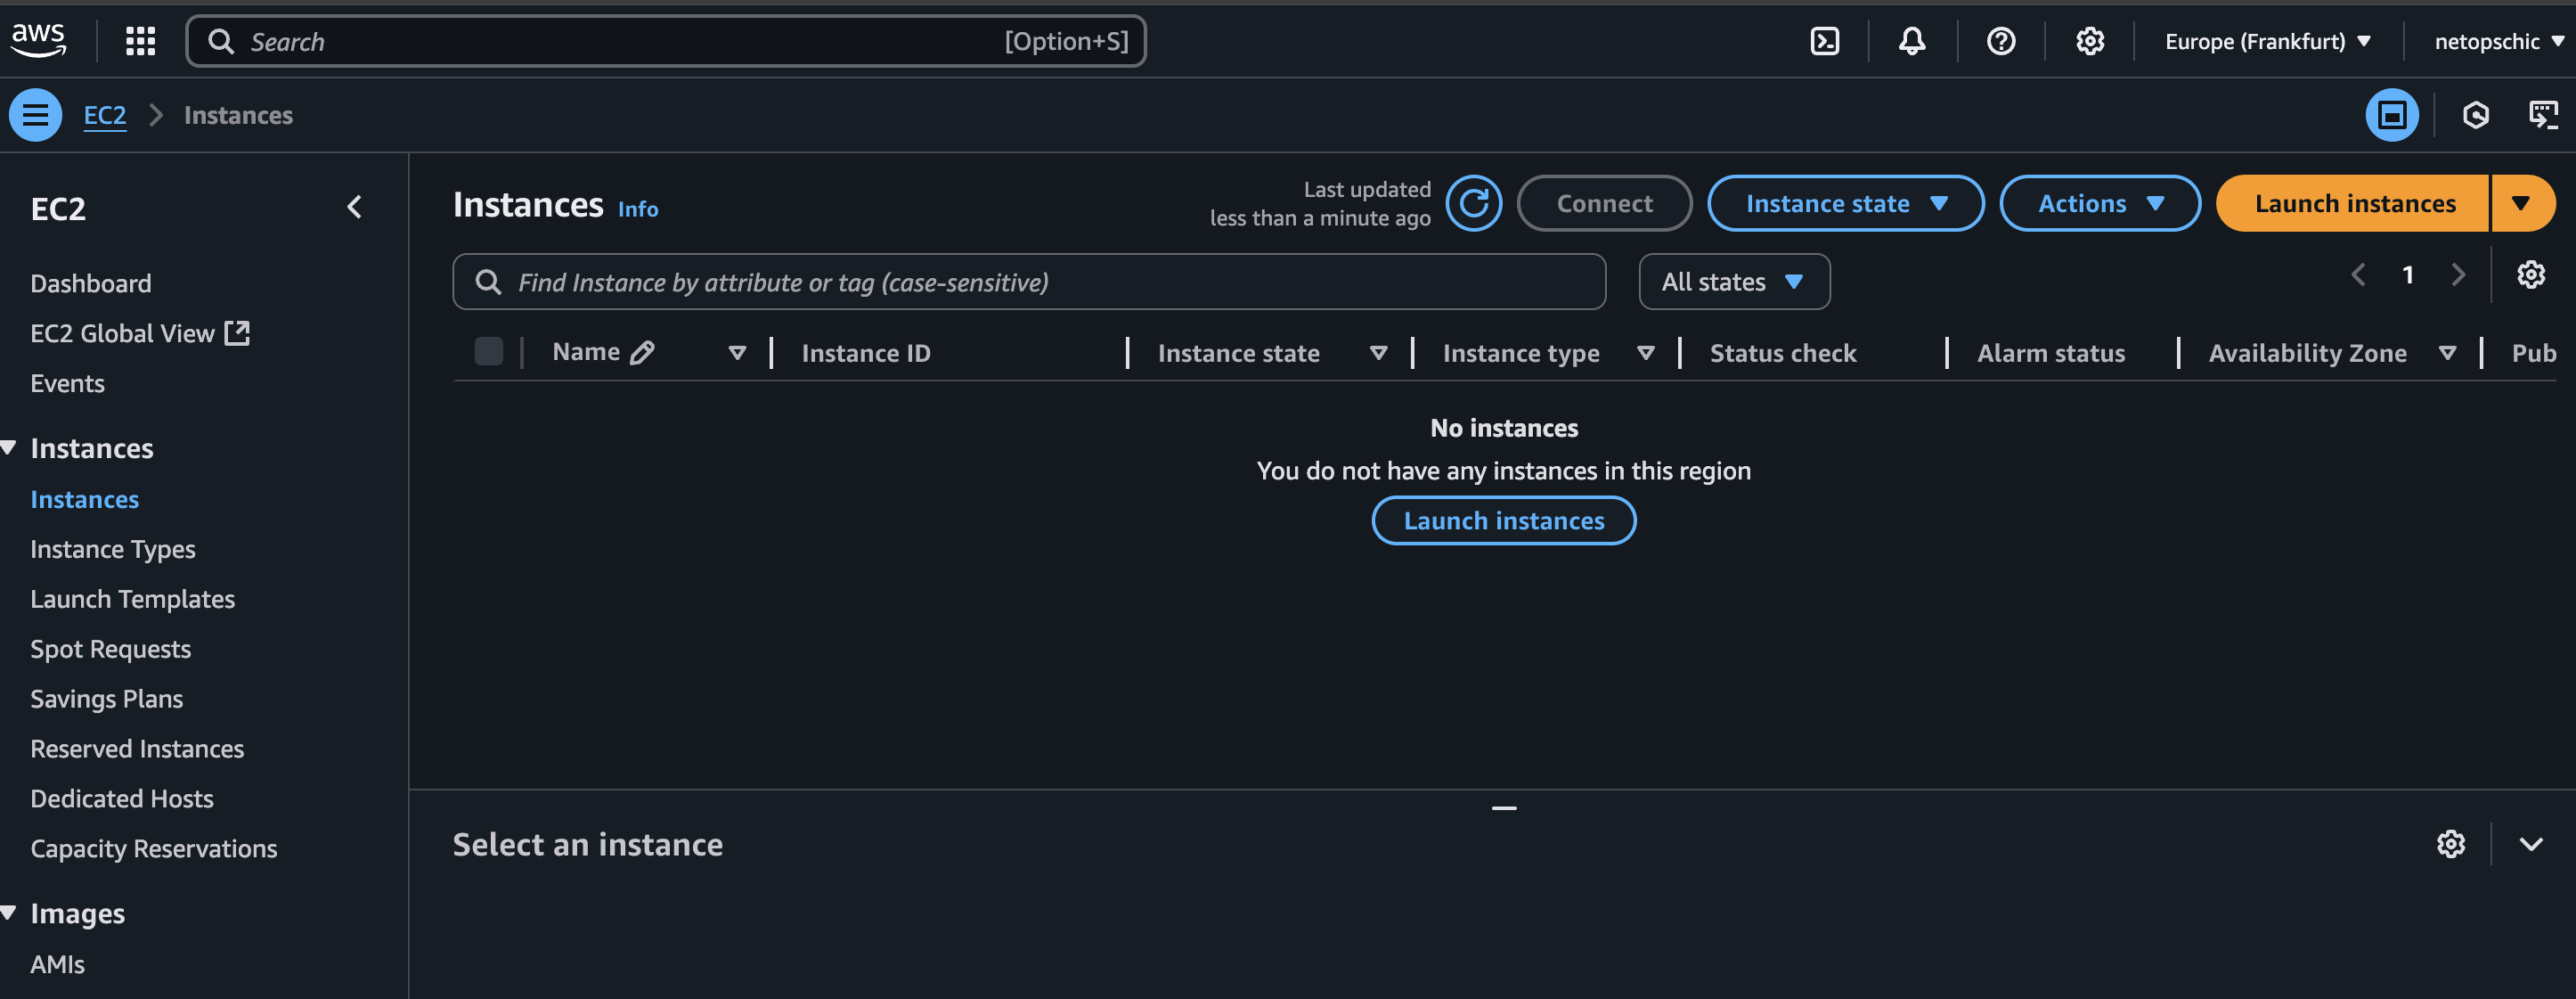 aws
Search [Option+S]
Europe (Frankfurt)
netopschic
EC2 Instances
EC2
Dashboard
EC2 Global View
Events
Instances
Instances
Instance Types
Launch Templates
Spot Requests
Savings Plans
Reserved Instances
Dedicated Hosts
Capacity Reservations
Images
AMIs
Instances Info
Last updated
less than a minute ago
Connect
Instance state
Actions
Launch instances
Find Instance by attribute or tag (case-sensitive)
All states
1
Name Instance ID Instance state Instance type Status check Alarm status Availability Zone Pub
No instances
You do not have any instances in this region
Launch instances
Select an instance